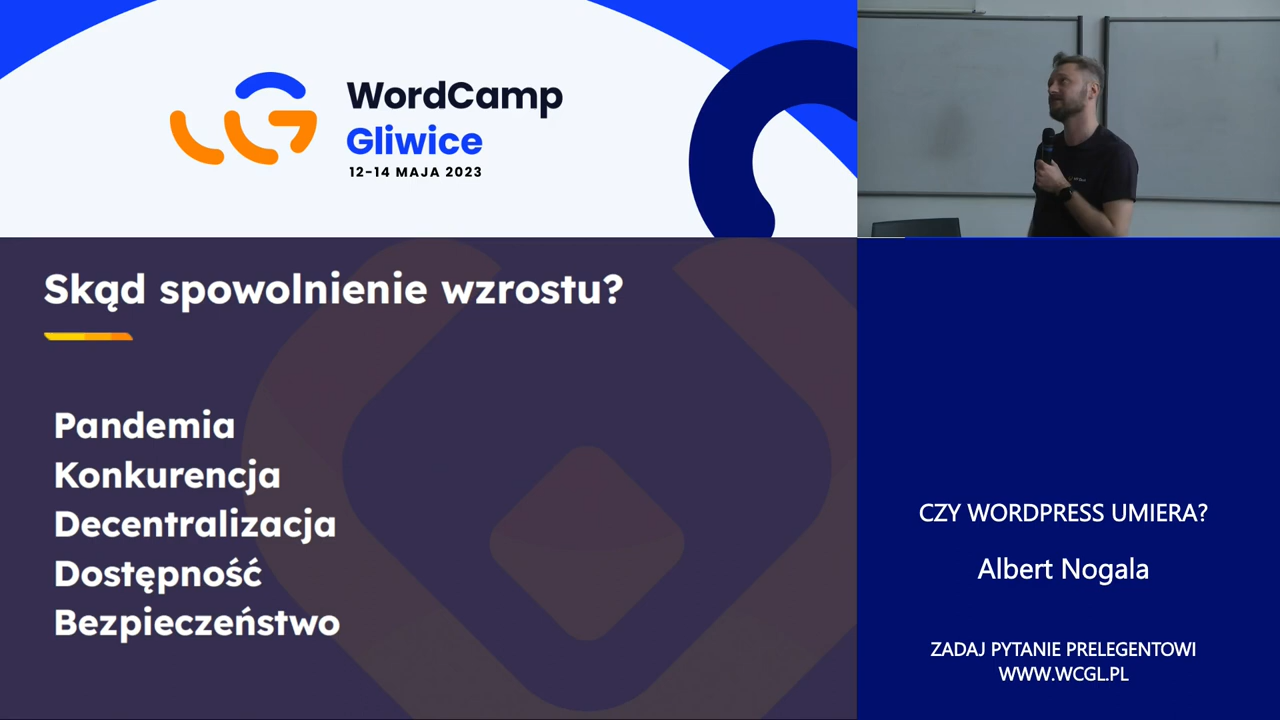 WordCamp
Gliwice
12-14 MAJA 2023
Skąd spowolnienie wzrostu?
Pandemia
Konkurencja
Decentralizacja
Dostępność
Bezpieczeństwo
CZY WORDPRESS UMIERA?
Albert Nogala
ZADAJ PYTANIE PRELEGENTOWI
WWW.WCGL.PL